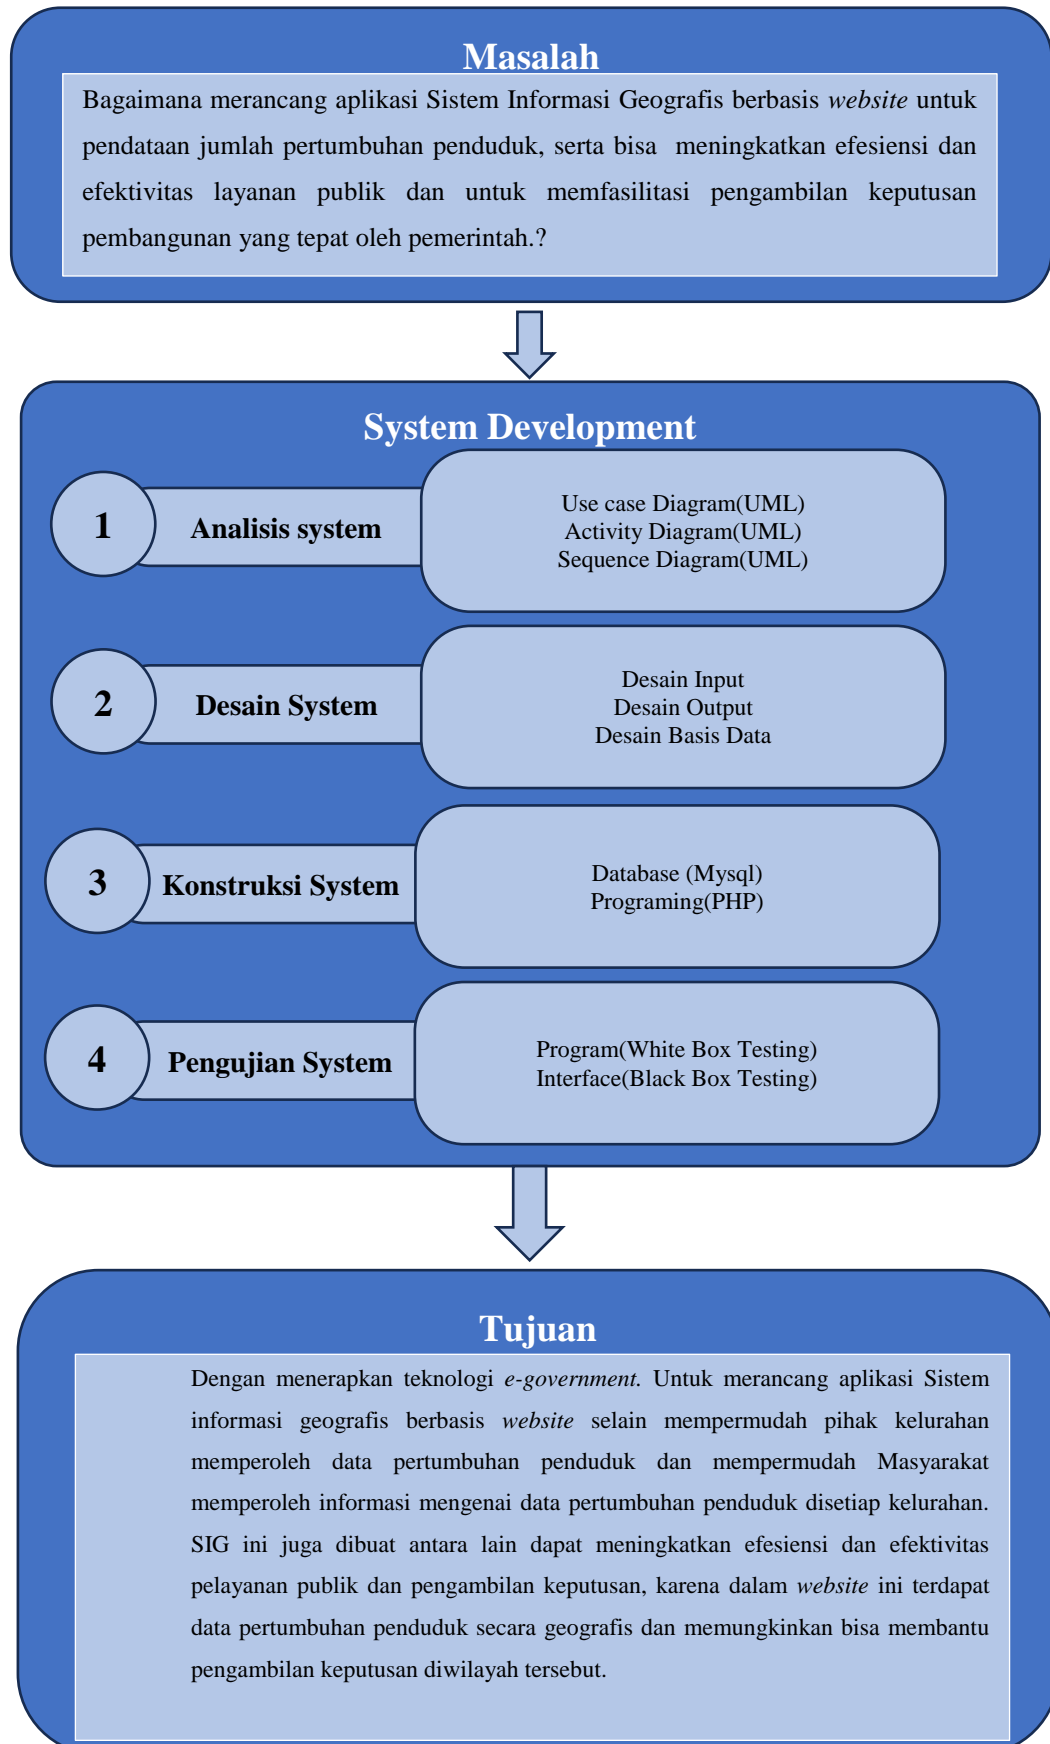 Masalah
Bagaimana merancang aplikasi Sistem Informasi Geografis berbasis website untuk
pendataan jumlah pertumbuhan penduduk, serta bisa meningkatkan efesiensi dan
efektivitas layanan publik dan untuk memfasilitasi pengambilan keputusan
pembangunan yang tepat oleh pemerintah.?
System Development
1
Analisis system
Use case Diagram(UML)
Activity Diagram(UML)
Sequence Diagram(UML)
2
Desain System
Desain Input
Desain Output
Desain Basis Data
3
Konstruksi System
Database (Mysql)
Programing(PHP)
4
Pengujian System
Program(White Box Testing)
Interface(Black Box Testing)
Tujuan
Dengan menerapkan teknologi e-government. Untuk merancang aplikasi Sistem
informasi geografis berbasis website selain mempermudah pihak kelurahan
memperoleh data pertumbuhan penduduk dan mempermudah Masyarakat
memperoleh informasi mengenai data pertumbuhan penduduk disetiap kelurahan.
SIG ini juga dibuat antara lain dapat meningkatkan efesiensi dan efektivitas
pelayanan publik dan pengambilan keputusan, karena dalam website ini terdapat
data pertumbuhan penduduk secara geografis dan memungkinkan bisa membantu
pengambilan keputusan diwilayah tersebut.